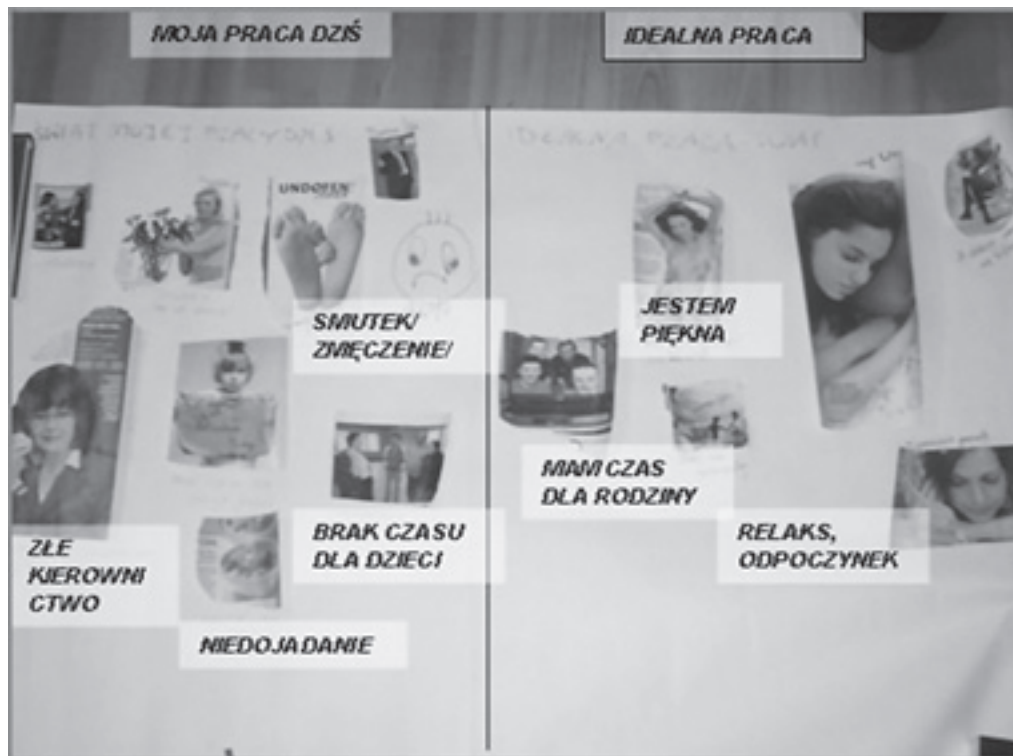 MOJA PRACA DZIŚ
IDEALNA PRACA
UNDOFEN
SMUTEK/
ZMĘCZENIE/
JESTEM
PIĘKNA
MAM CZAS
DLA RODZINY
BRAK CZASU
DLA DZIECI
RELAKS,
ODPOCZYNEK
ZŁE
KIEROWNI
CTWO
NIEDOJADANIE